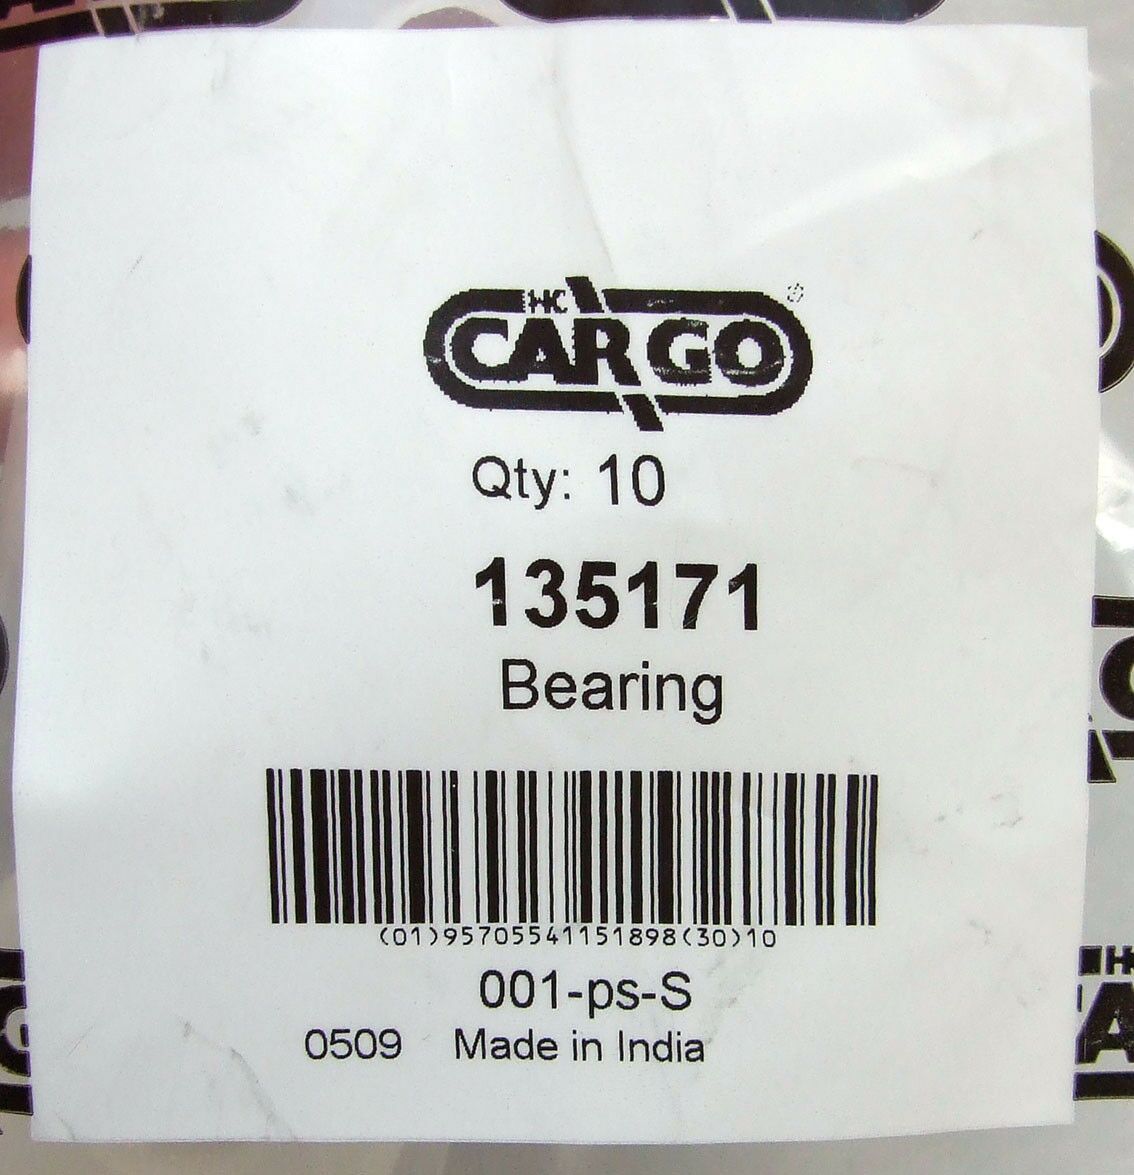 HC
CARGO
Qty: 10
135171
Bearing
(01)95705541151898(30)10
001-ps-S
0509 Made in India